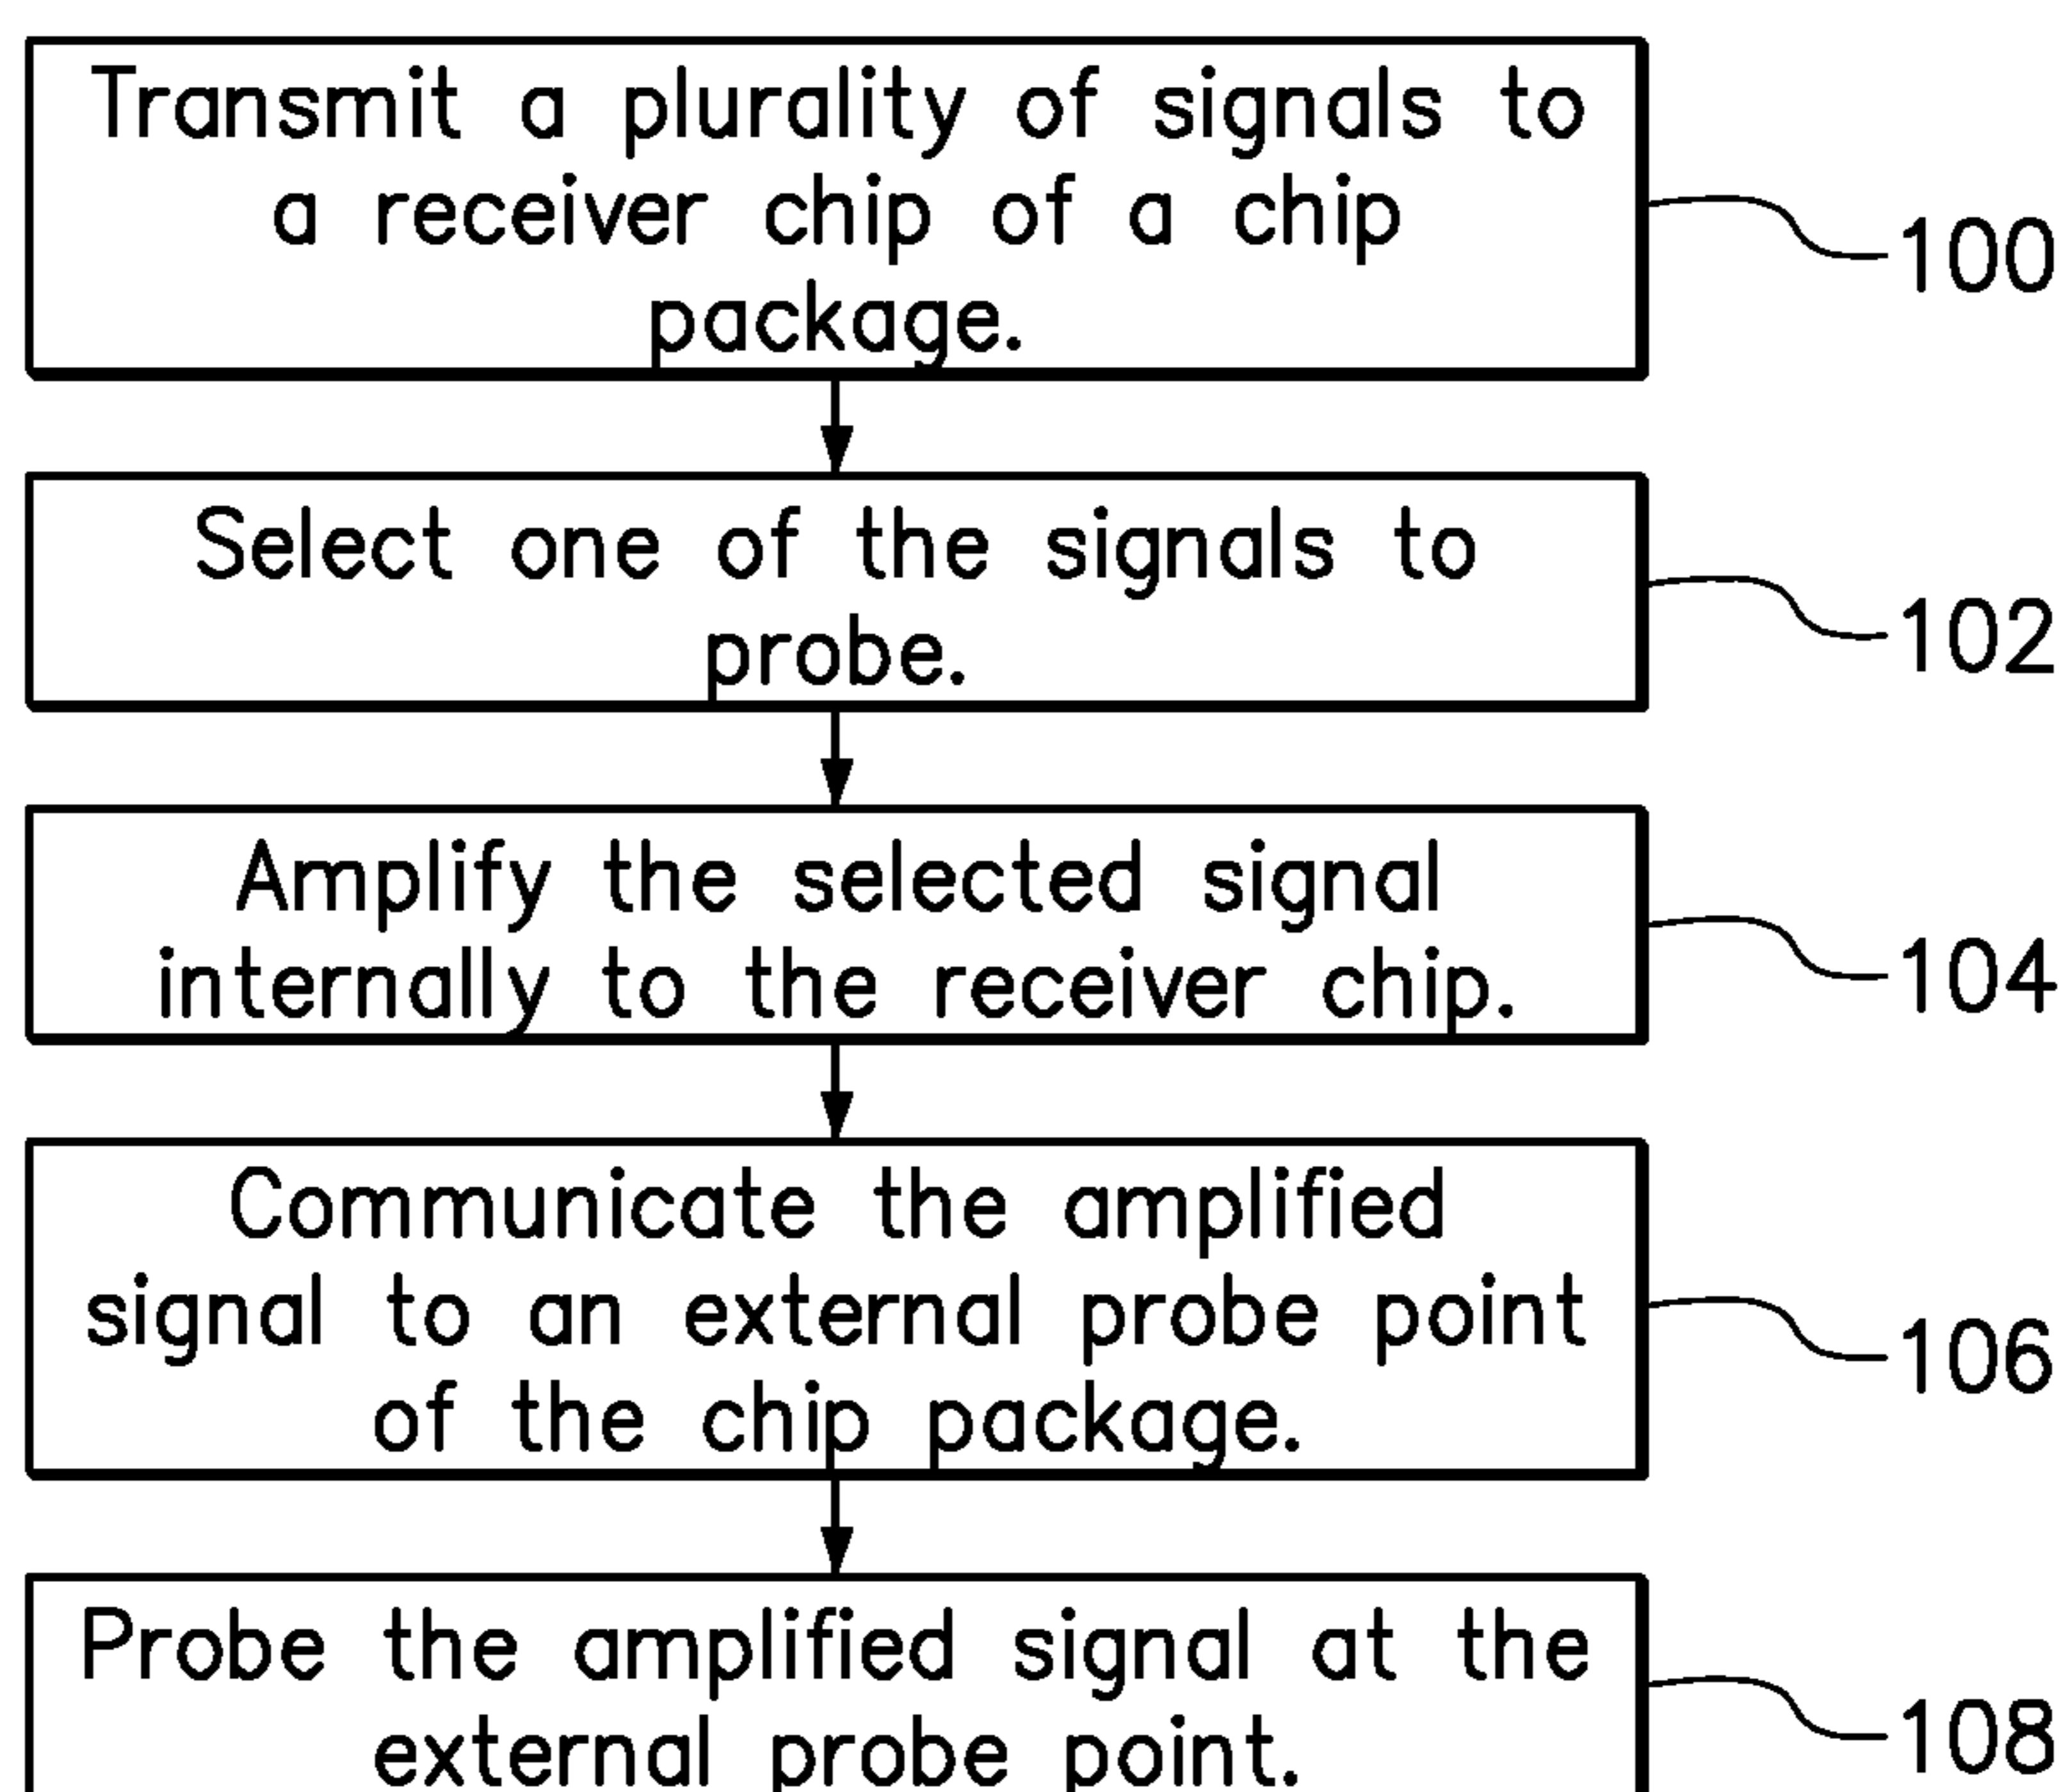 Transmit a plurality of signals to
a receiver chip of a chip
package.
100
Select one of the signals to
probe.
102
Amplify the selected signal
internally to the receiver chip.
104
Communicate the amplified
signal to an external probe point
of the chip package.
106
Probe the amplified signal at the
external probe point.
108